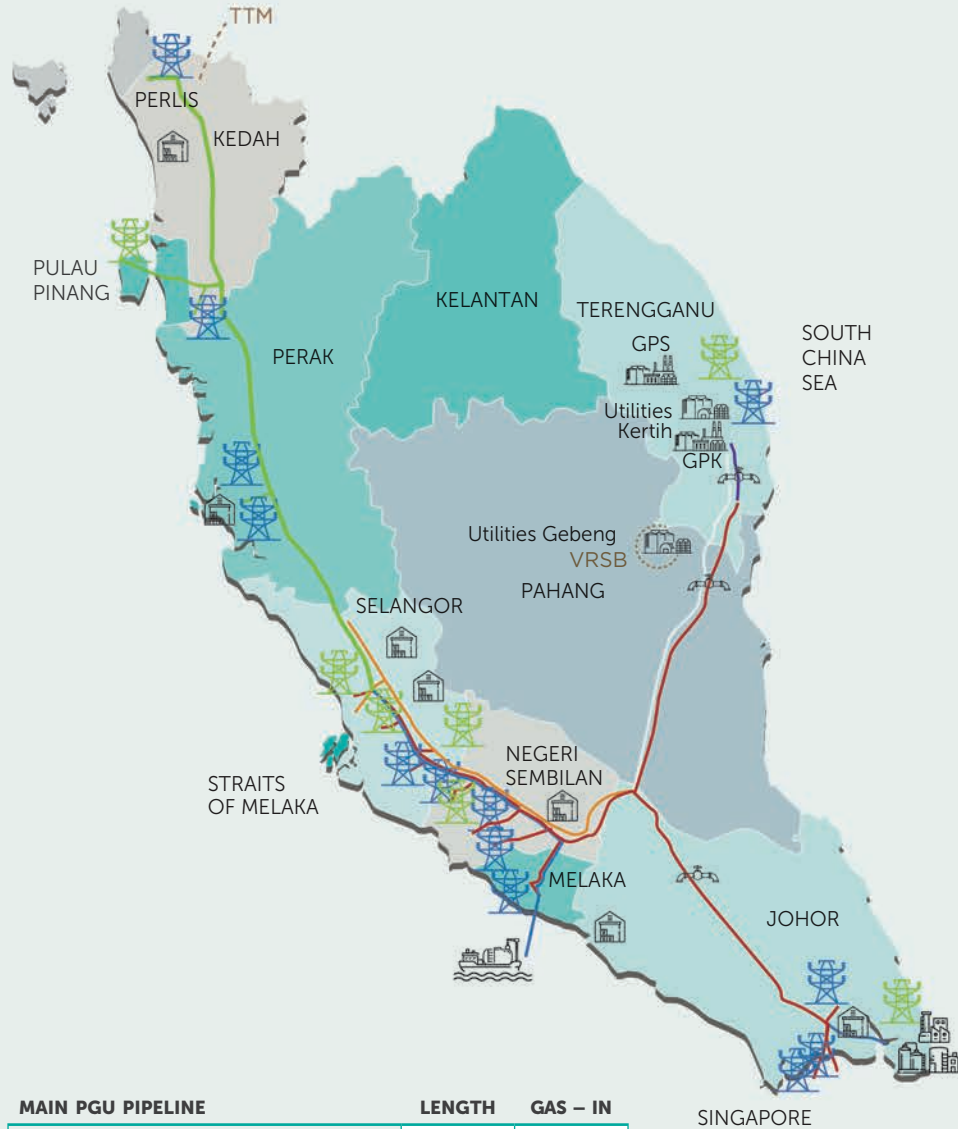 TTM
PERLIS
KEDAH
PULAU
PINANG
KELANTAN
TERENGGANU
GPS
SOUTH
CHINA
SEA
PERAK
Utilities
Kertih
GPK
Utilities Gebeng
VRSB
PAHANG
SELANGOR
NEGERI
SEMBILAN
STRAITS
OF MELAKA
MELAKA
JOHOR
MAIN PGU PIPELINE LENGTH GAS – IN
SINGAPORE